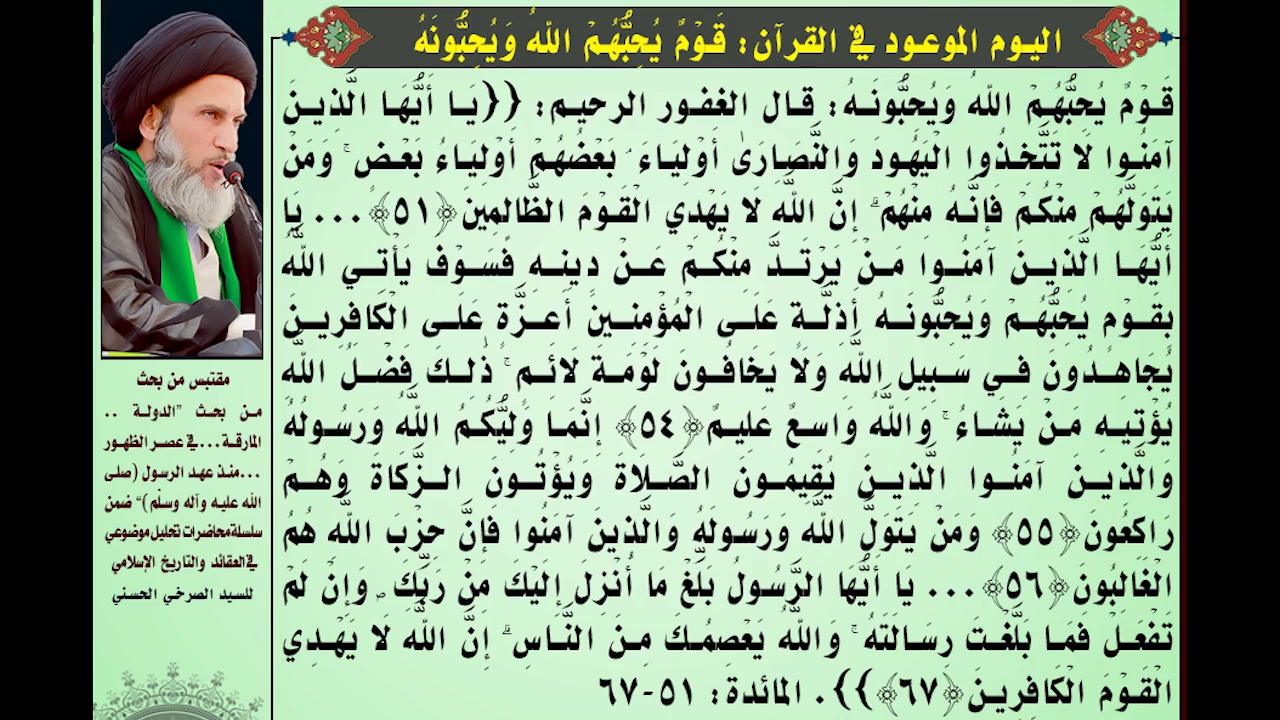 اليوم الموعود في القرآن: قَوْمٌ يُحِبُّهُمْ اللهُ وَيُحِبُّونَهُ
قَوْمٌ يُحِبُّهُمْ اللهُ وَيُحِبُّونَهُ: قال الغفور الرحيم: ((يَا أَيُّهَا الَّذِينَ
آمَنُوا لَا تَتَّخِذُوا الْيَهُودَ وَالنَّصَارَىٰ أَوْلِيَاءَ ۘ بَعْضُهُمْ أَوْلِيَاءُ بَعْضٍ ۚ وَمَنْ
يَتَوَلَّهُمْ مِنْكُمْ فَإِنَّهُ مِنْهُمْ ۗ إِنَّ اللَّهَ لَا يَهْدِي الْقَوْمَ الظَّالِمِينَ﴿٥١﴾... يَا
أَيُّهَا الَّذِينَ آمَنُوا مَنْ يَرْتَدَّ مِنْكُمْ عَنْ دِينِهِ فَسَوْفَ يَأْتِي اللَّهُ
بِقَوْمٍ يُحِبُّهُمْ وَيُحِبُّونَهُ أَذِلَّةٍ عَلَى الْمُؤْمِنِينَ أَعِزَّةٍ عَلَى الْكَافِرِينَ
يُجَاهِدُونَ فِي سَبِيلِ اللَّهِ وَلَا يَخَافُونَ لَوْمَةَ لَائِمٍ ۚ ذَٰلِكَ فَضْلُ اللَّهِ
يُؤْتِيهِ مَنْ يَشَاءُ ۚ وَاللَّهُ وَاسِعٌ عَلِيمٌ﴿٥٤﴾ إِنَّمَا وَلِيُّكُمُ اللَّهُ وَرَسُولُهُ
وَالَّذِينَ آمَنُوا الَّذِينَ يُقِيمُونَ الصَّلَاةَ وَيُؤْتُونَ الزَّكَاةَ وَهُمْ
رَاكِعُونَ﴿٥٥﴾ وَمَنْ يَتَوَلَّ اللَّهَ وَرَسُولَهُ وَالَّذِينَ آمَنُوا فَإِنَّ حِزْبَ اللَّهِ هُمُ
الْغَالِبُونَ﴿٥٦﴾... يَا أَيُّهَا الرَّسُولُ بَلِّغْ مَا أُنْزِلَ إِلَيْكَ مِنْ رَبِّكَ ۖ وَإِنْ لَمْ
تَفْعَلْ فَمَا بَلَّغْتَ رِسَالَتَهُ ۚ وَاللَّهُ يَعْصِمُكَ مِنَ النَّاسِ ۗ إِنَّ اللَّهَ لَا يَهْدِي
الْقَوْمَ الْكَافِرِينَ﴿٦٧﴾)). المائدة: ٥١-٦٧
مقتبس من بحث
من بحث "الدولة ..
المارقة...في عصر الظهور
...منذ عهد الرسول (صلى
الله عليه وآله وسلّم)" ضمن
سلسلة محاضرات تحليل موضوعي
في العقائد والتاريخ الإسلامي
للسيد الصرخي الحسني